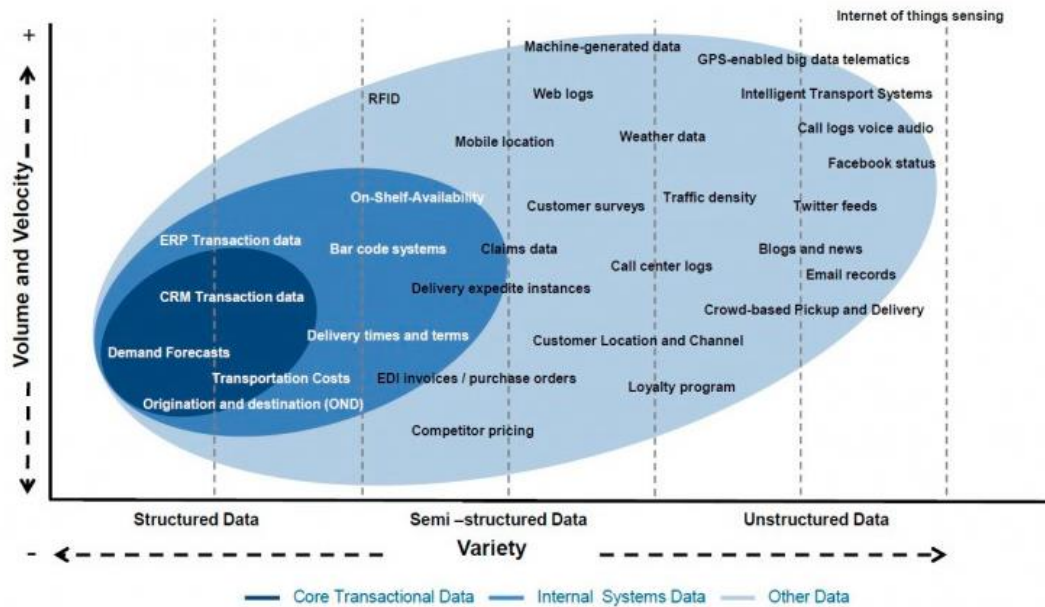 Internet of things sensing
+
Machine-generated data
GPS-enabled big data telematics
RFID
Web logs
Intelligent Transport Systems
Mobile location
Weather data
Call logs voice audio
Facebook status
On-Shelf-Availability
Customer surveys
Traffic density
Twitter feeds
ERP Transaction data
Bar code systems
Claims data
Blogs and news
Call center logs
Email records
CRM Transaction data
Delivery expedite instances
Crowd-based Pickup and Delivery
Delivery times and terms
Customer Location and Channel
Demand Forecasts
Transportation Costs
EDI invoices / purchase orders
Loyalty program
Origination and destination (OND)
Competitor pricing
Volume and Velocity
Structured Data
Semi –structured Data
Unstructured Data
-
Variety
Core Transactional Data
Internal Systems Data
Other Data